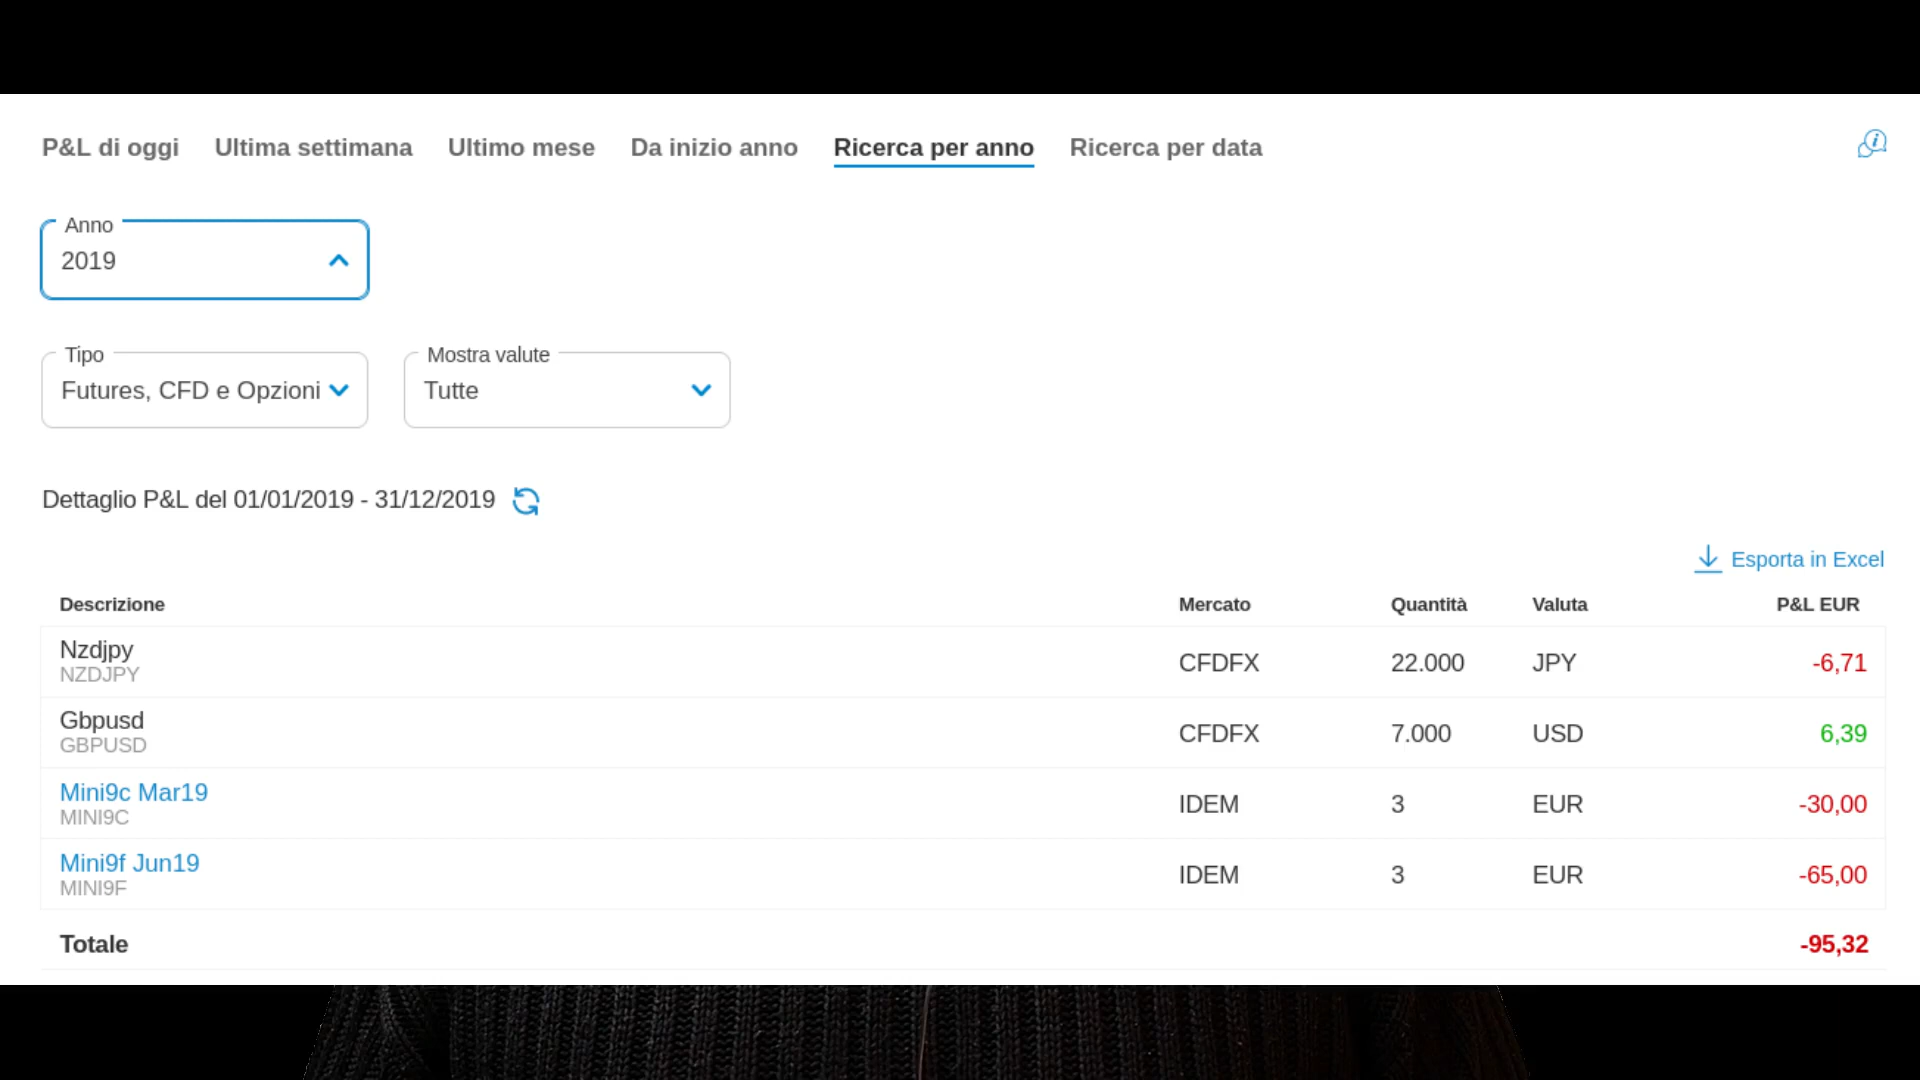 P&L di oggi Ultima settimana Ultimo mese Da inizio anno Ricerca per anno Ricerca per data
Anno
2019
Tipo Mostra valute
Futures, CFD e Opzioni Tutte
Dettaglio P&L del 01/01/2019 - 31/12/2019
Esporta in Excel
Descrizione Mercato Quantità Valuta P&L EUR
Nzdjpy
NZDJPY CFDFX 22.000 JPY -6,71
Gbpusd
GBPUSD CFDFX 7.000 USD 6,39
Mini9c Mar19
MINI9C IDEM 3 EUR -30,00
Mini9f Jun19
MINI9F IDEM 3 EUR -65,00
Totale -95,32